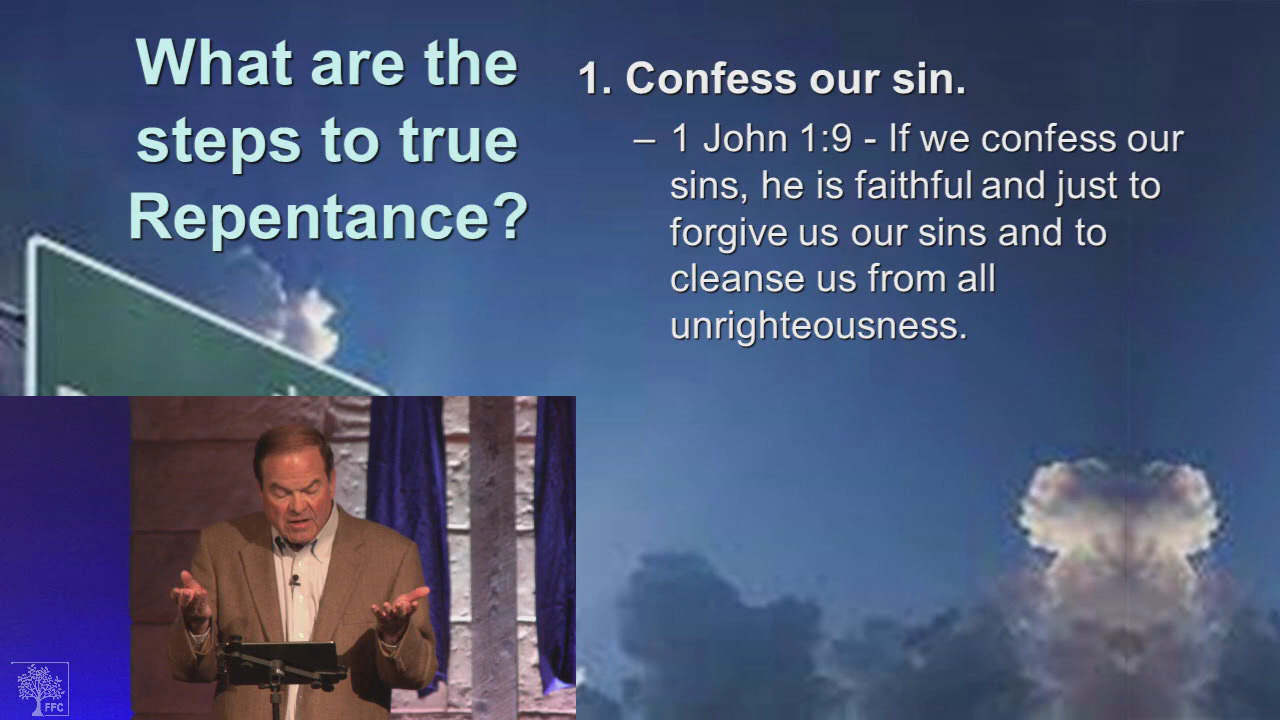 What are the
steps to true
Repentance?
1. Confess our sin.
– 1 John 1:9 - If we confess our
sins, he is faithful and just to
forgive us our sins and to
cleanse us from all
unrighteousness.
FFC